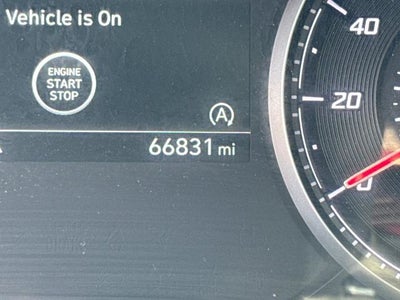 Vehicle is On
ENGINE
START
STOP
A
66831 mi
40
20
0